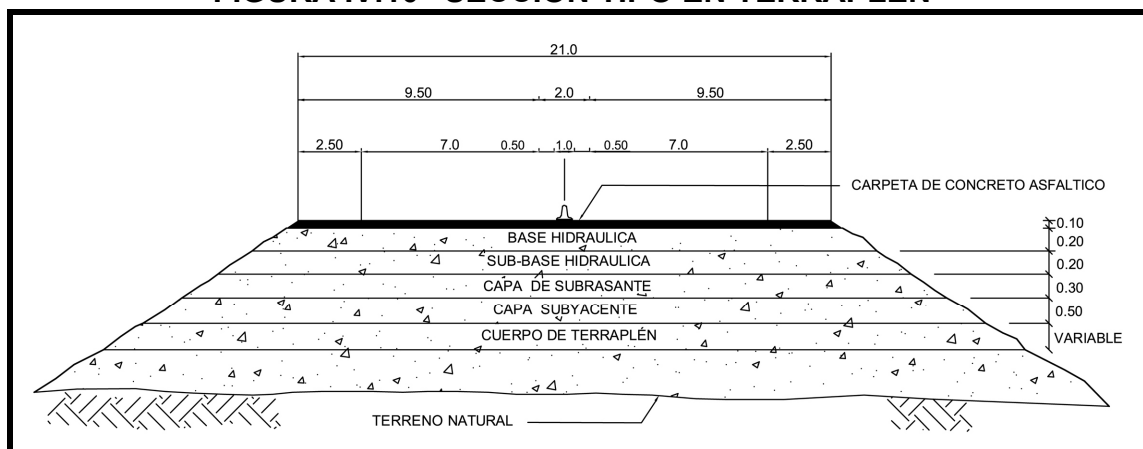 21.0
9.50 2.0 9.50
2.50 7.0 0.50 1.0 0.50 7.0 2.50
CARPETA DE CONCRETO ASFALTICO
0.10
BASE HIDRAULICA 0.20
SUB-BASE HIDRAULICA 0.20
CAPA DE SUBRASANTE 0.30
CAPA SUBYACENTE 0.50
CUERPO DE TERRAPLÉN VARIABLE
TERRENO NATURAL